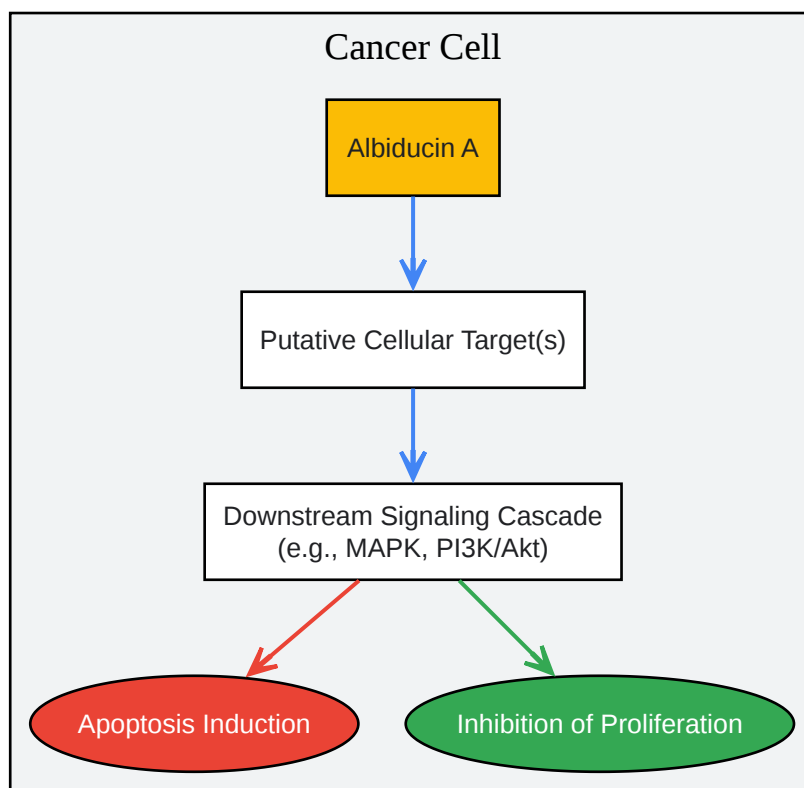 Cancer Cell
Albiducin A
Putative Cellular Target(s)
Downstream Signaling Cascade
(e.g., MAPK, PI3K/Akt)
Apoptosis Induction
Inhibition of Proliferation